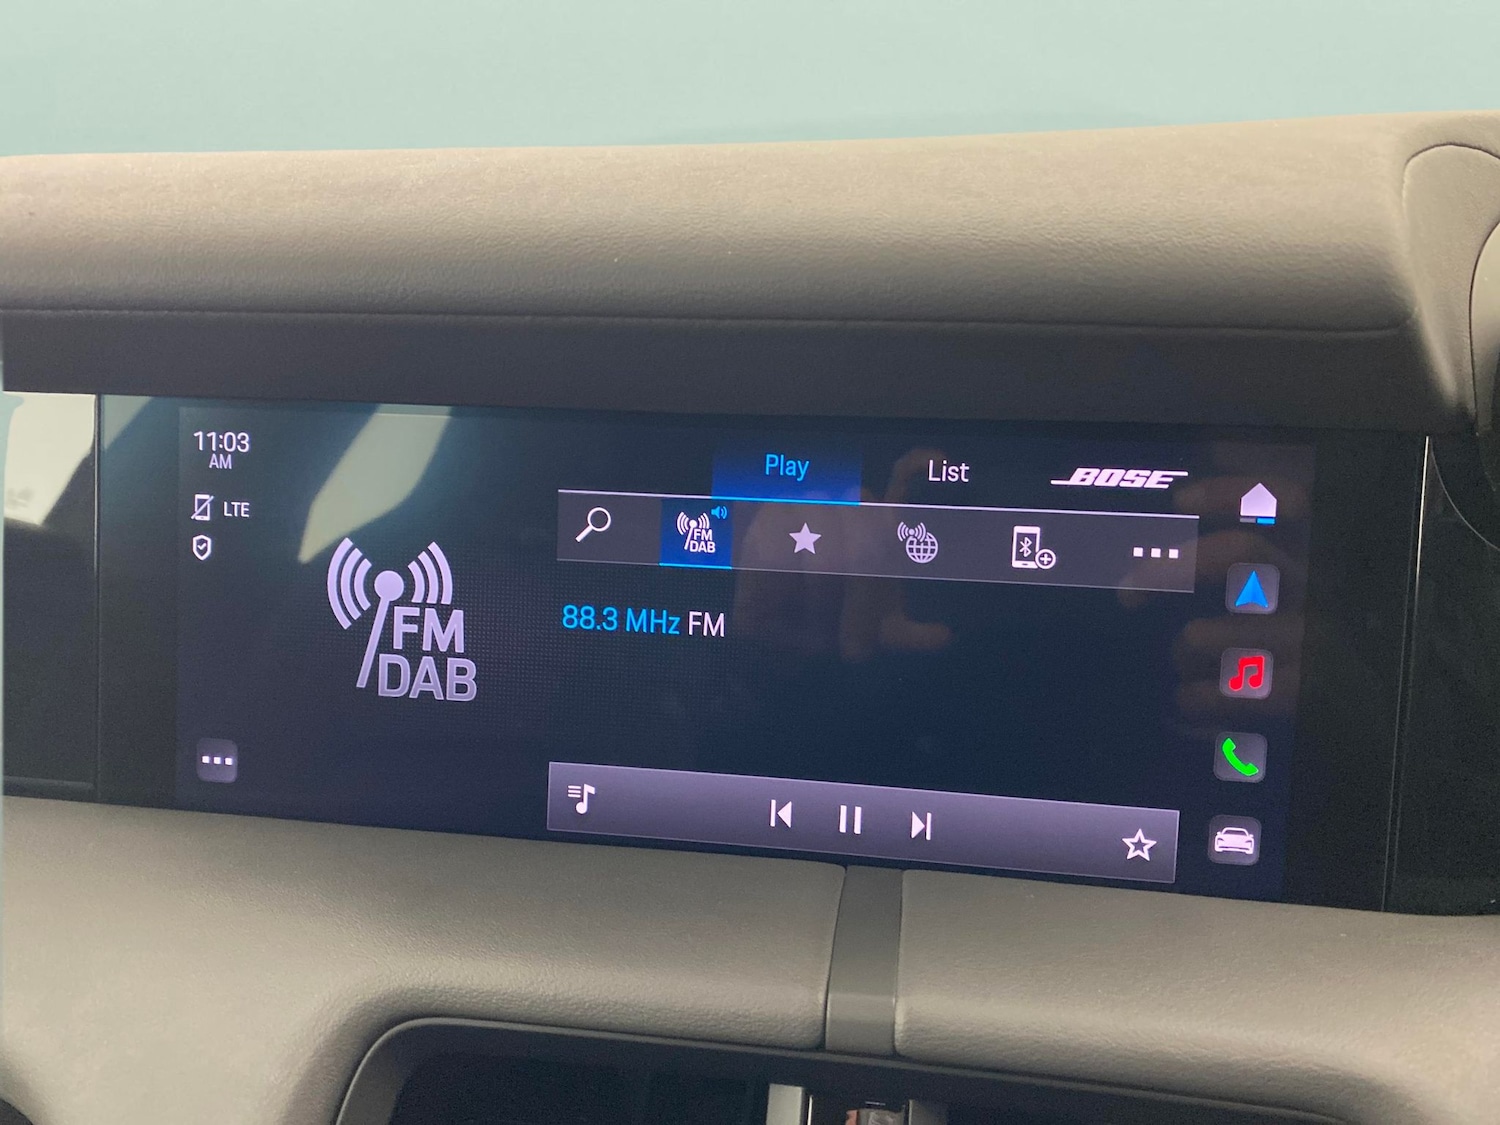 11:03
AM
LTE
Play
List
BOSE
FM
DAB
FM
DAB
88.3 MHz FM